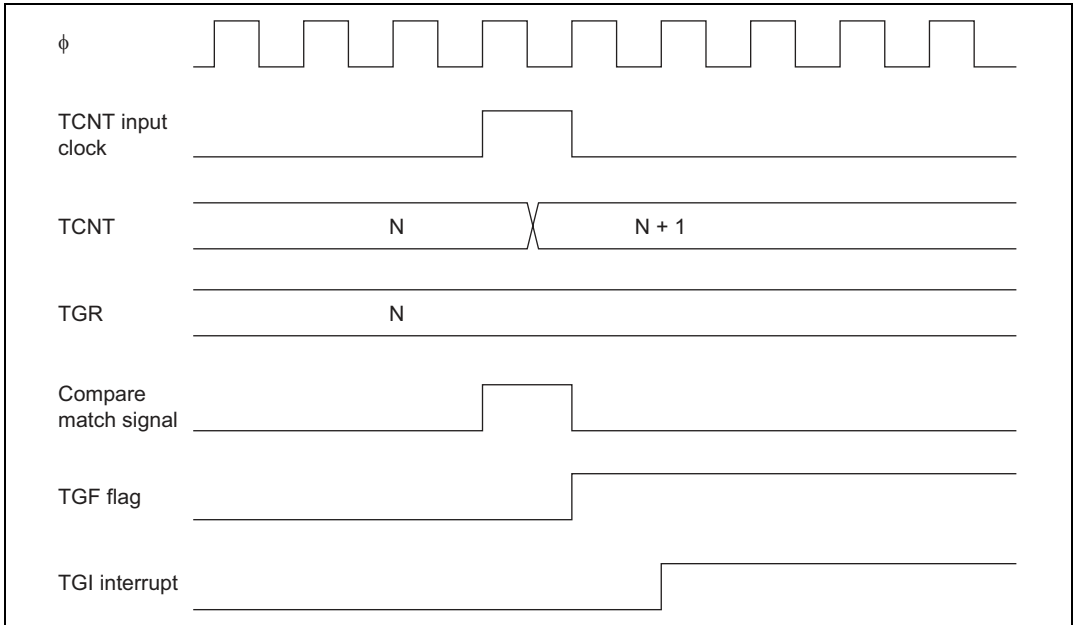 ϕ
TCNT input
clock
TCNT
N
N + 1
TGR
N
Compare
match signal
TGF flag
TGI interrupt